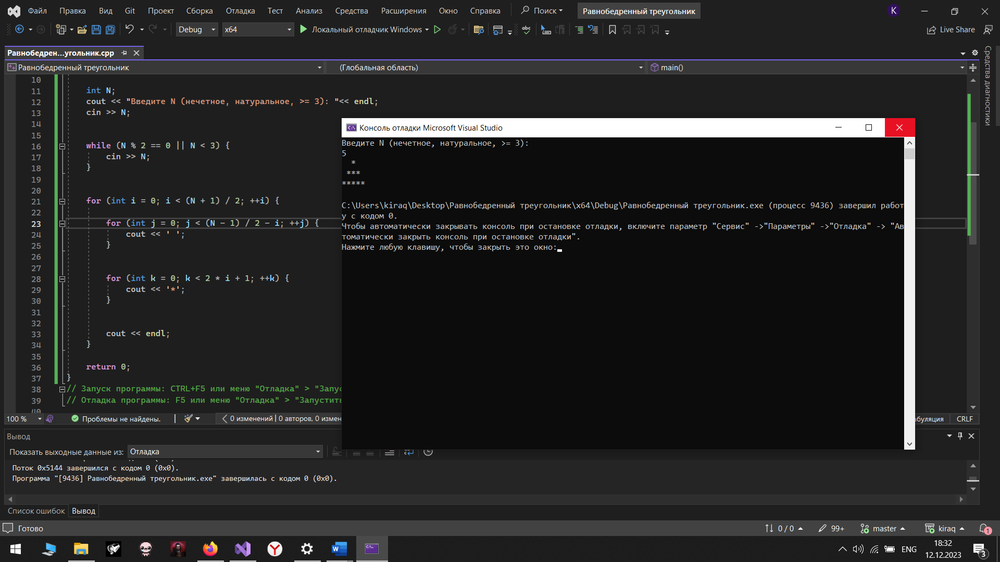 Файл Правка Вид Git Проект Сборка Отладка Тест Анализ Средства Расширения Окно Справка Поиск Равнобедренный треугольник K
Debug x64 Локальный отладчик Windows Live Share
Равнобедрен...угольник.cpp
Равнобедренный треугольник (Глобальная область) main()
Средства диагностики
10
11 int N;
12 cout << "Введите N (нечетное, натуральное, >= 3): "<< endl;
13 cin >> N;
14
15
16 while (N % 2 == 0 || N < 3) {
17 cin >> N;
18 }
19
20
21 for (int i = 0; i < (N + 1) / 2; ++i) {
22
23 for (int j = 0; j < (N - 1) / 2 - i; ++j) {
24 cout << ' ';
25 }
26
27
28 for (int k = 0; k < 2 * i + 1; ++k) {
29 cout << '*';
30 }
31
32
33 cout << endl;
34 }
35
36 return 0;
37 }
38 // Запуск программы: CTRL+F5 или меню "Отладка" > "Запус
39 // Отладка программы: F5 или меню "Отладка" > "Запустить
40
Консоль отладки Microsoft Visual Studio
Введите N (нечетное, натуральное, >= 3):
5
  *
 ***
*****
C:\Users\kiraq\Desktop\Равнобедренный треугольник\x64\Debug\Равнобедренный треугольник.exe (процесс 9436) завершил работ
у с кодом 0.
Чтобы автоматически закрывать консоль при остановке отладки, включите параметр "Сервис" ->"Параметры" ->"Отладка" -> "Ав
томатически закрыть консоль при остановке отладки".
Нажмите любую клавишу, чтобы закрыть это окно:
100 % Проблемы не найдены. 0 изменений | 0 авторов, 0 измен абуляция CRLF
Вывод
Показать выходные данные из: Отладка
Поток 0x5144 завершился с кодом 0 (0x0).
Программа "[9436] Равнобедренный треугольник.exe" завершилась с кодом 0 (0x0).
Список ошибок Вывод
Готово 0 / 0 99+ master kiraq 1
ENG 18:32
12.12.2023 3